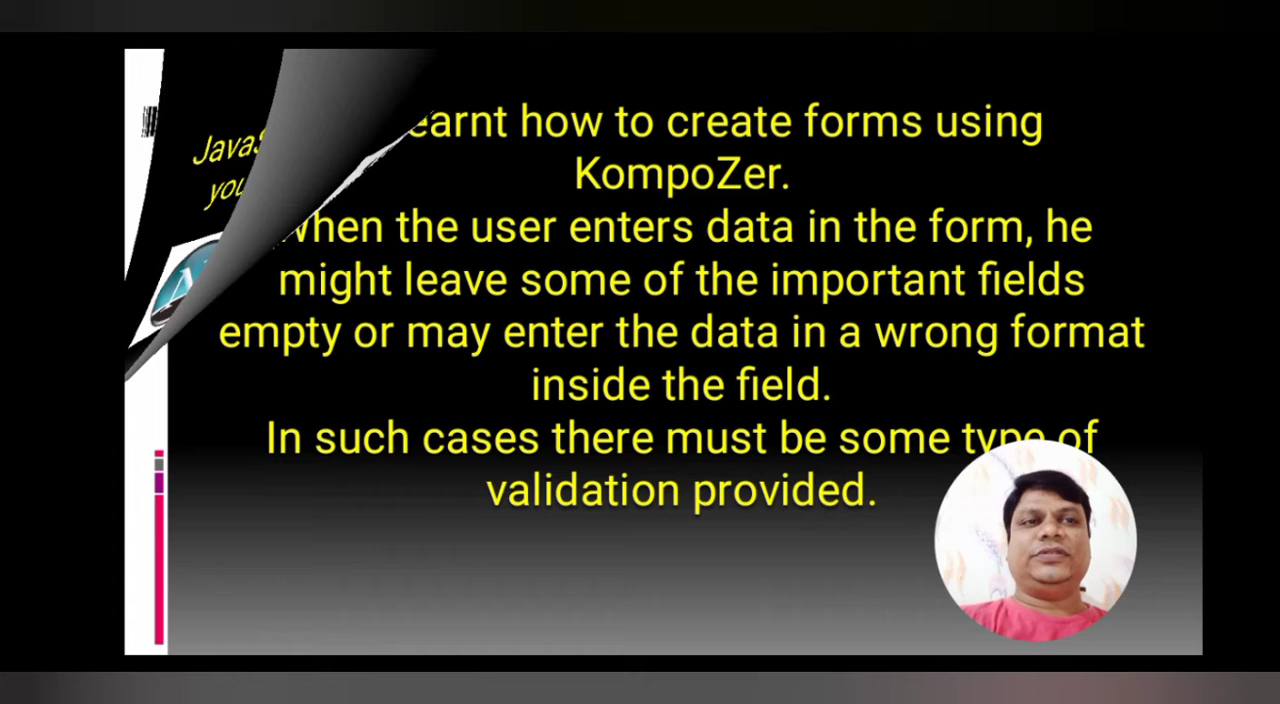 how to create forms using
KompoZer.
When the user enters data in the form, he
might leave some of the important fields
empty or may enter the data in a wrong format
inside the field.
In such cases there must be some type of
validation provided.